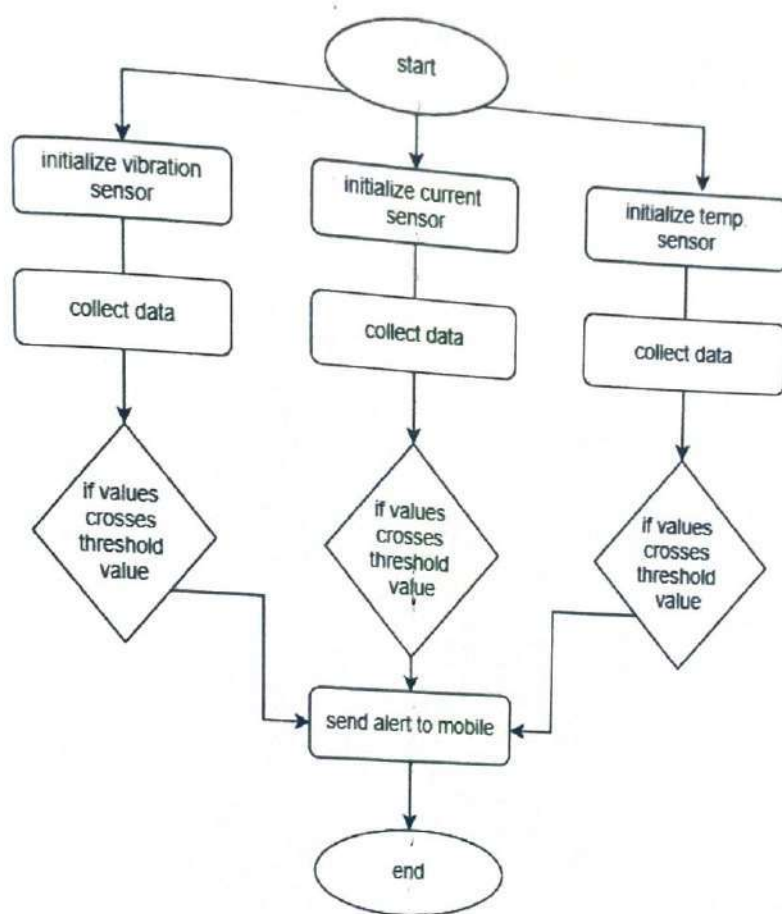 start
initialize vibration
sensor
initialize current
sensor
initialize temp.
sensor
collect data
collect data
collect data
if values
crosses
threshold
value
if values
crosses
threshold
value
if values
crosses
threshold
value
send alert to mobile
end